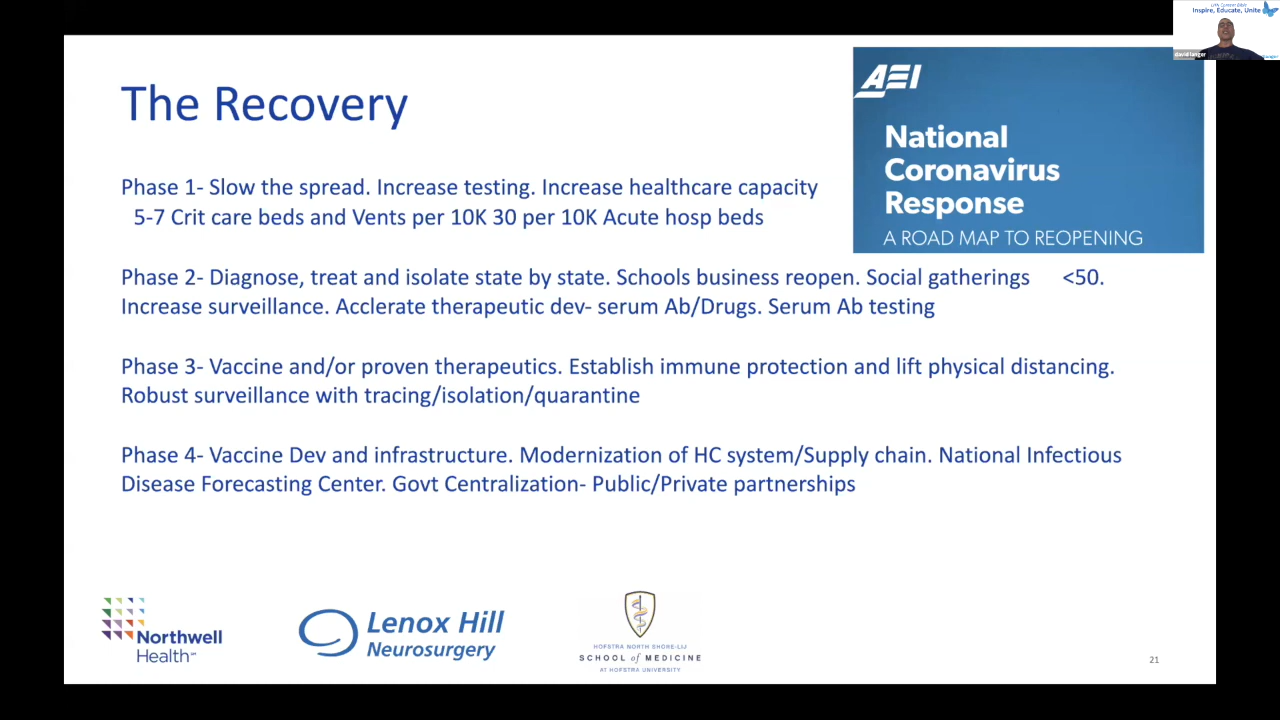 Inspire, Educate, Unite
david langer
The Recovery
AEI
National
Coronavirus
Response
A ROAD MAP TO REOPENING
Phase 1- Slow the spread. Increase testing. Increase healthcare capacity
5-7 Crit care beds and Vents per 10K 30 per 10K Acute hosp beds
Phase 2- Diagnose, treat and isolate state by state. Schools business reopen. Social gatherings <50.
Increase surveillance. Acclerate therapeutic dev- serum Ab/Drugs. Serum Ab testing
Phase 3- Vaccine and/or proven therapeutics. Establish immune protection and lift physical distancing.
Robust surveillance with tracing/isolation/quarantine
Phase 4- Vaccine Dev and infrastructure. Modernization of HC system/Supply chain. National Infectious
Disease Forecasting Center. Govt Centralization- Public/Private partnerships
Northwell
Health
Lenox Hill
Neurosurgery
HOFSTRA NORTH SHORE-LIJ
SCHOOL of MEDICINE
AT HOFSTRA UNIVERSITY
21